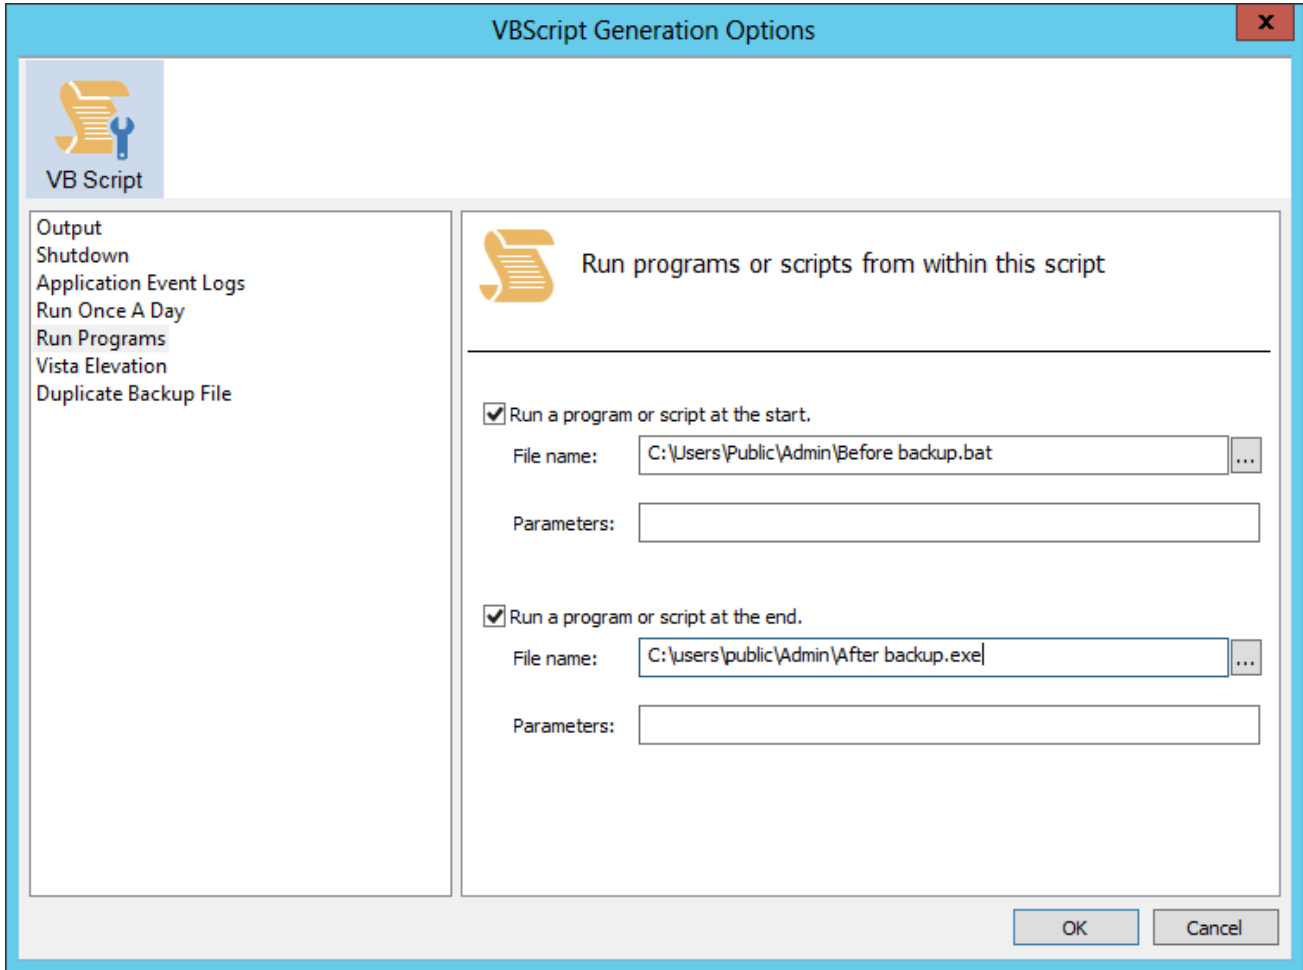 VBScript Generation Options
x
VB Script
Output
Shutdown
Application Event Logs
Run Once A Day
Run Programs
Vista Elevation
Duplicate Backup File
Run programs or scripts from within this script
Run a program or script at the start.
File name: C:\Users\Public\Admin\Before backup.bat ...
Parameters:
Run a program or script at the end.
File name: C:\users\public\Admin\After backup.exe ...
Parameters:
OK Cancel